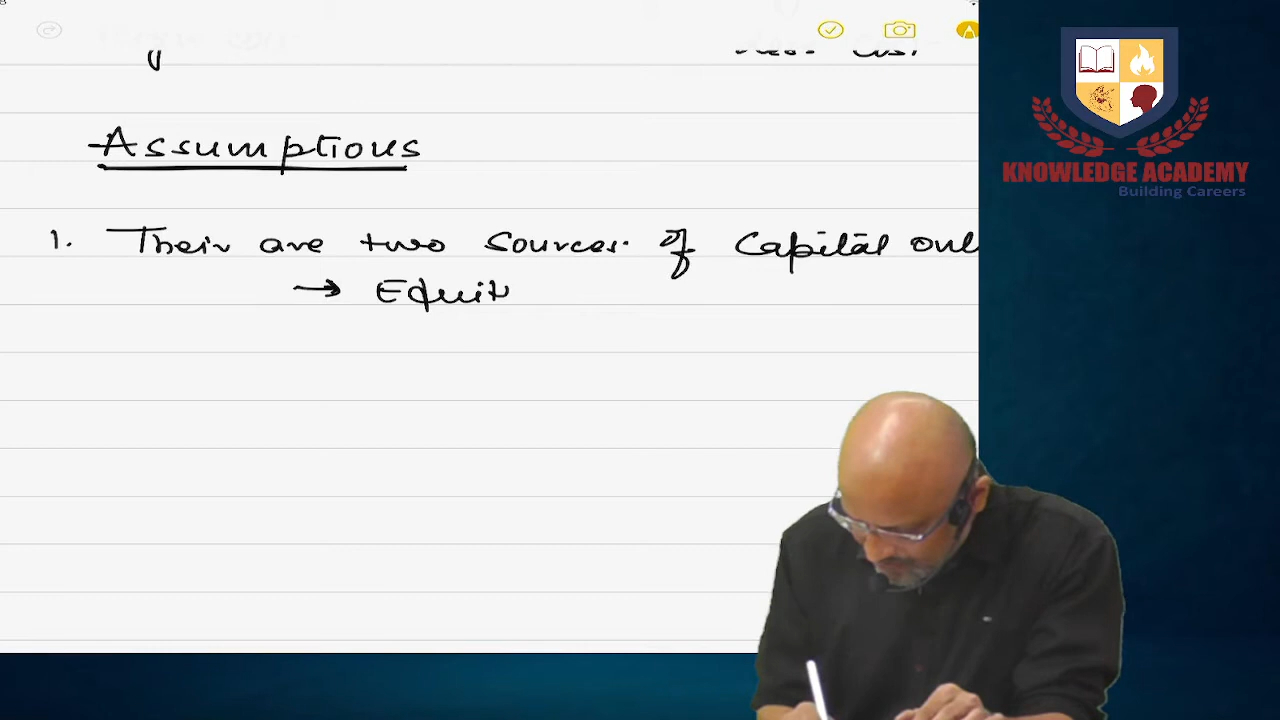 Assumptions
1. Their are two sources of Capital onl
→ Equit
KNOWLEDGE ACADEMY
Building Careers